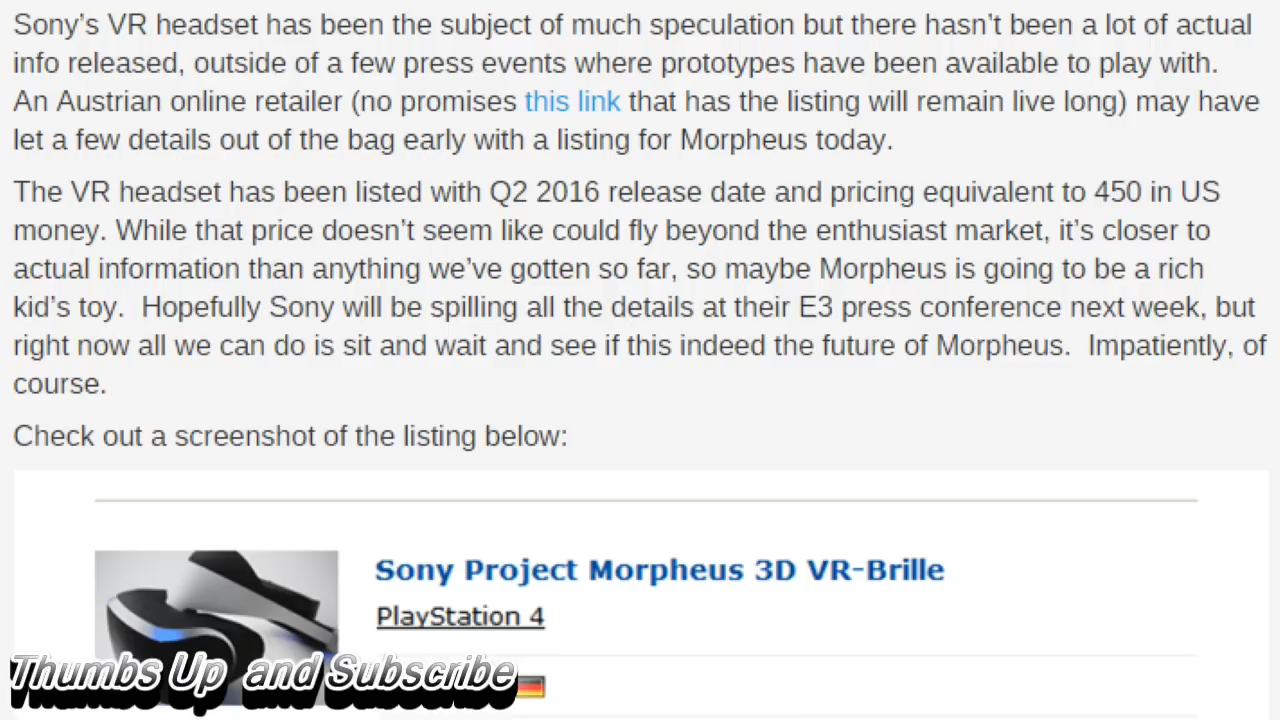 Sony’s VR headset has been the subject of much speculation but there hasn’t been a lot of actual
info released, outside of a few press events where prototypes have been available to play with.
An Austrian online retailer (no promises this link that has the listing will remain live long) may have
let a few details out of the bag early with a listing for Morpheus today.
The VR headset has been listed with Q2 2016 release date and pricing equivalent to 450 in US
money. While that price doesn’t seem like could fly beyond the enthusiast market, it’s closer to
actual information than anything we’ve gotten so far, so maybe Morpheus is going to be a rich
kid’s toy.  Hopefully Sony will be spilling all the details at their E3 press conference next week, but
right now all we can do is sit and wait and see if this indeed the future of Morpheus.  Impatiently, of
course.
Check out a screenshot of the listing below:
Sony Project Morpheus 3D VR-Brille
PlayStation 4
Thumbs Up and Subscribe